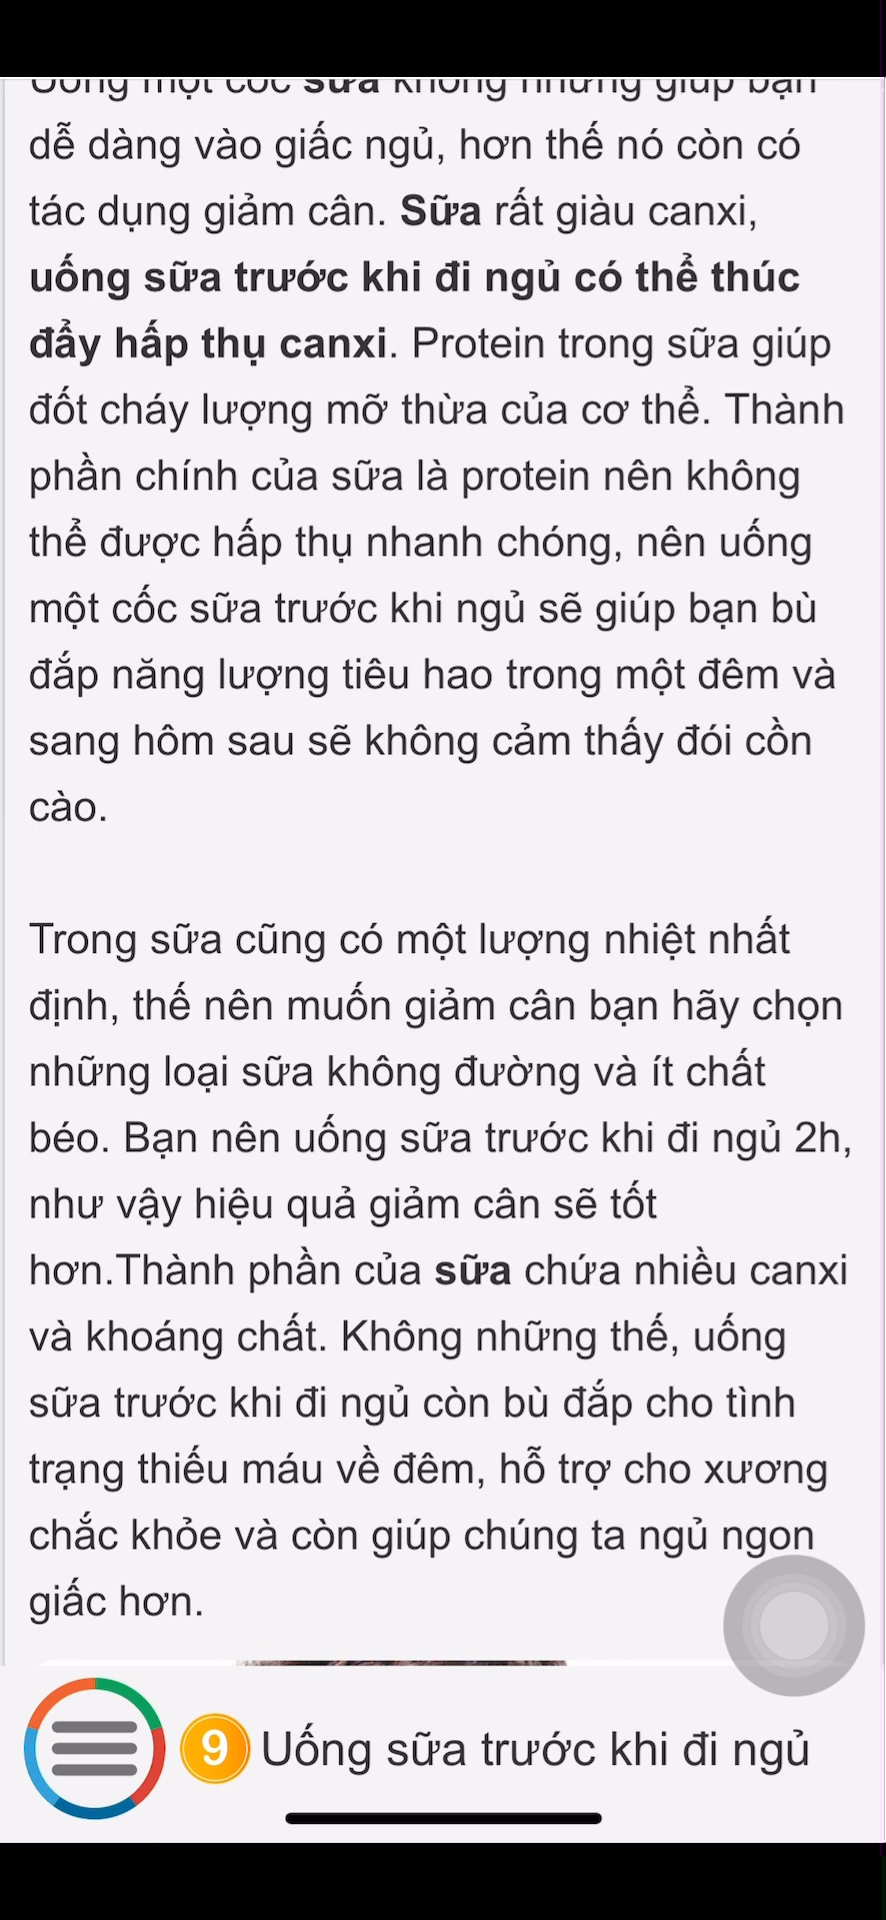 Uống một cốc sữa không những giúp bạn
dễ dàng vào giấc ngủ, hơn thế nó còn có
tác dụng giảm cân. Sữa rất giàu canxi,
uống sữa trước khi đi ngủ có thể thúc
đẩy hấp thụ canxi. Protein trong sữa giúp
đốt cháy lượng mỡ thừa của cơ thể. Thành
phần chính của sữa là protein nên không
thể được hấp thụ nhanh chóng, nên uống
một cốc sữa trước khi ngủ sẽ giúp bạn bù
đắp năng lượng tiêu hao trong một đêm và
sang hôm sau sẽ không cảm thấy đói cồn
cào.
Trong sữa cũng có một lượng nhiệt nhất
định, thế nên muốn giảm cân bạn hãy chọn
những loại sữa không đường và ít chất
béo. Bạn nên uống sữa trước khi đi ngủ 2h,
như vậy hiệu quả giảm cân sẽ tốt
hơn.Thành phần của sữa chứa nhiều canxi
và khoáng chất. Không những thế, uống
sữa trước khi đi ngủ còn bù đắp cho tình
trạng thiếu máu về đêm, hỗ trợ cho xương
chắc khỏe và còn giúp chúng ta ngủ ngon
giấc hơn.
9 Uống sữa trước khi đi ngủ